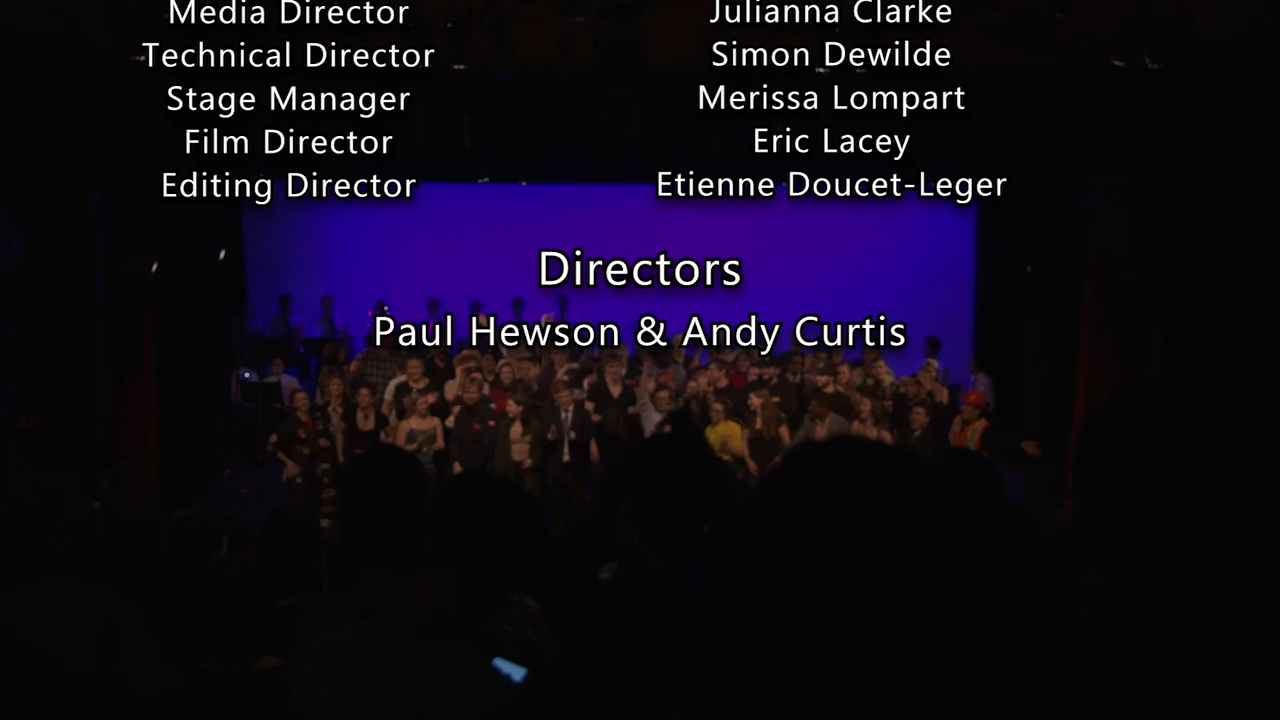 Media Director Julianna Clarke
Technical Director Simon Dewilde
Stage Manager Merissa Lompart
Film Director Eric Lacey
Editing Director Etienne Doucet-Leger
Directors
Paul Hewson & Andy Curtis